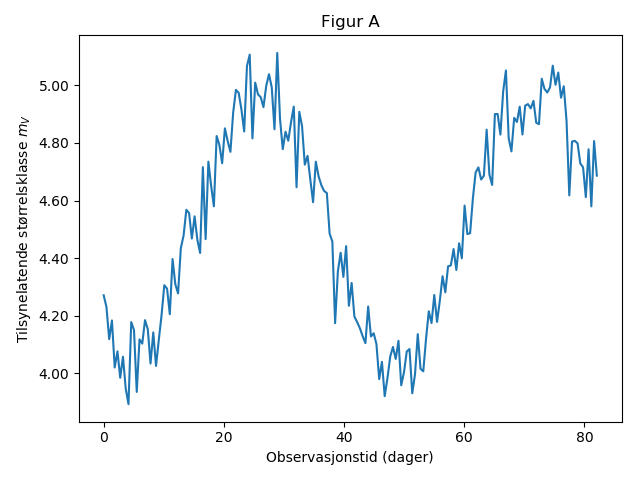 Figur A
Tilsynelatende størrelsesklasse $m_V$
5.00
4.80
4.60
4.40
4.20
4.00
0 20 40 60 80
Observasjonstid (dager)